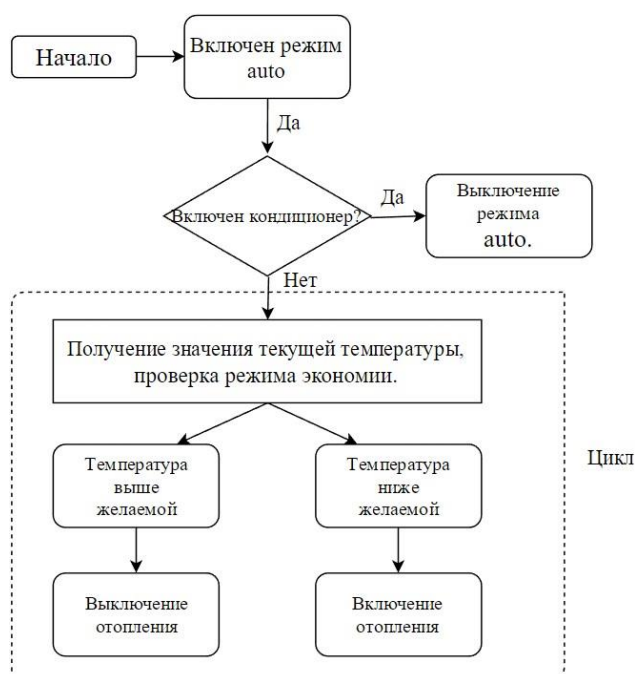 Начало
Включен режим
auto
Да
Включен кондиционер?
Да
Выключение
режима
auto.
Нет
Получение значения текущей температуры,
проверка режима экономии.
Температура
выше
желаемой
Температура
ниже
желаемой
Цикл
Выключение
отопления
Включение
отопления